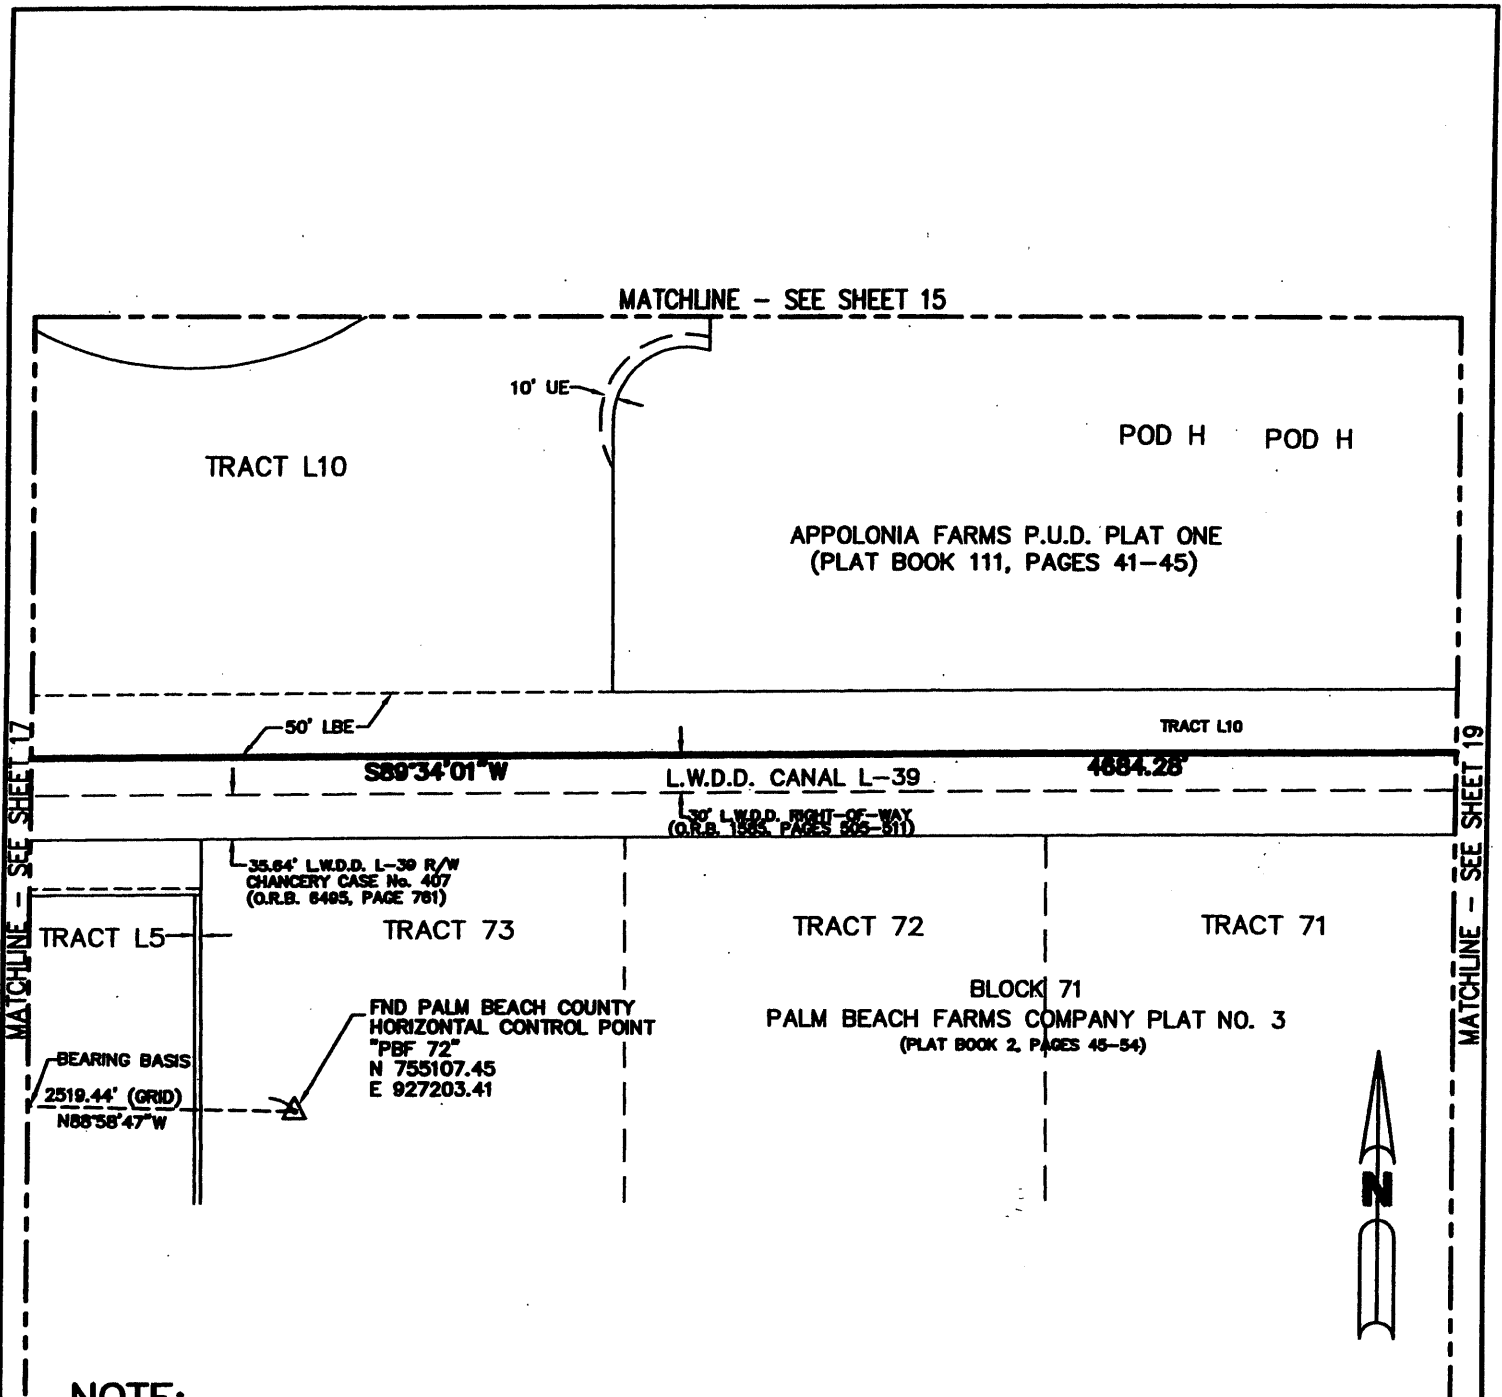 MATCHLINE - SEE SHEET 15
10' UE
POD H POD H
TRACT L10
APPOLONIA FARMS P.U.D. PLAT ONE
(PLAT BOOK 111, PAGES 41-45)
MATCHLINE - SEE SHEET 17
50' LBE
TRACT L10
MATCHLINE - SEE SHEET 19
S89°34'01"W
L.W.D.D. CANAL L-39
4684.28'
30' L.W.D.D. RIGHT-OF-WAY
(O.R.B. 1585, PAGES 505-511)
35.64' L.W.D.D. L-39 R/W
CHANCERY CASE No. 407
(O.R.B. 6495, PAGE 761)
TRACT L5
TRACT 73
TRACT 72
TRACT 71
BLOCK 71
PALM BEACH FARMS COMPANY PLAT NO. 3
(PLAT BOOK 2, PAGES 45-54)
FND PALM BEACH COUNTY
HORIZONTAL CONTROL POINT
"PBF 72"
N 755107.45
E 927203.41
BEARING BASIS
2519.44' (GRID)
N88°58'47"W
N
NOTE: